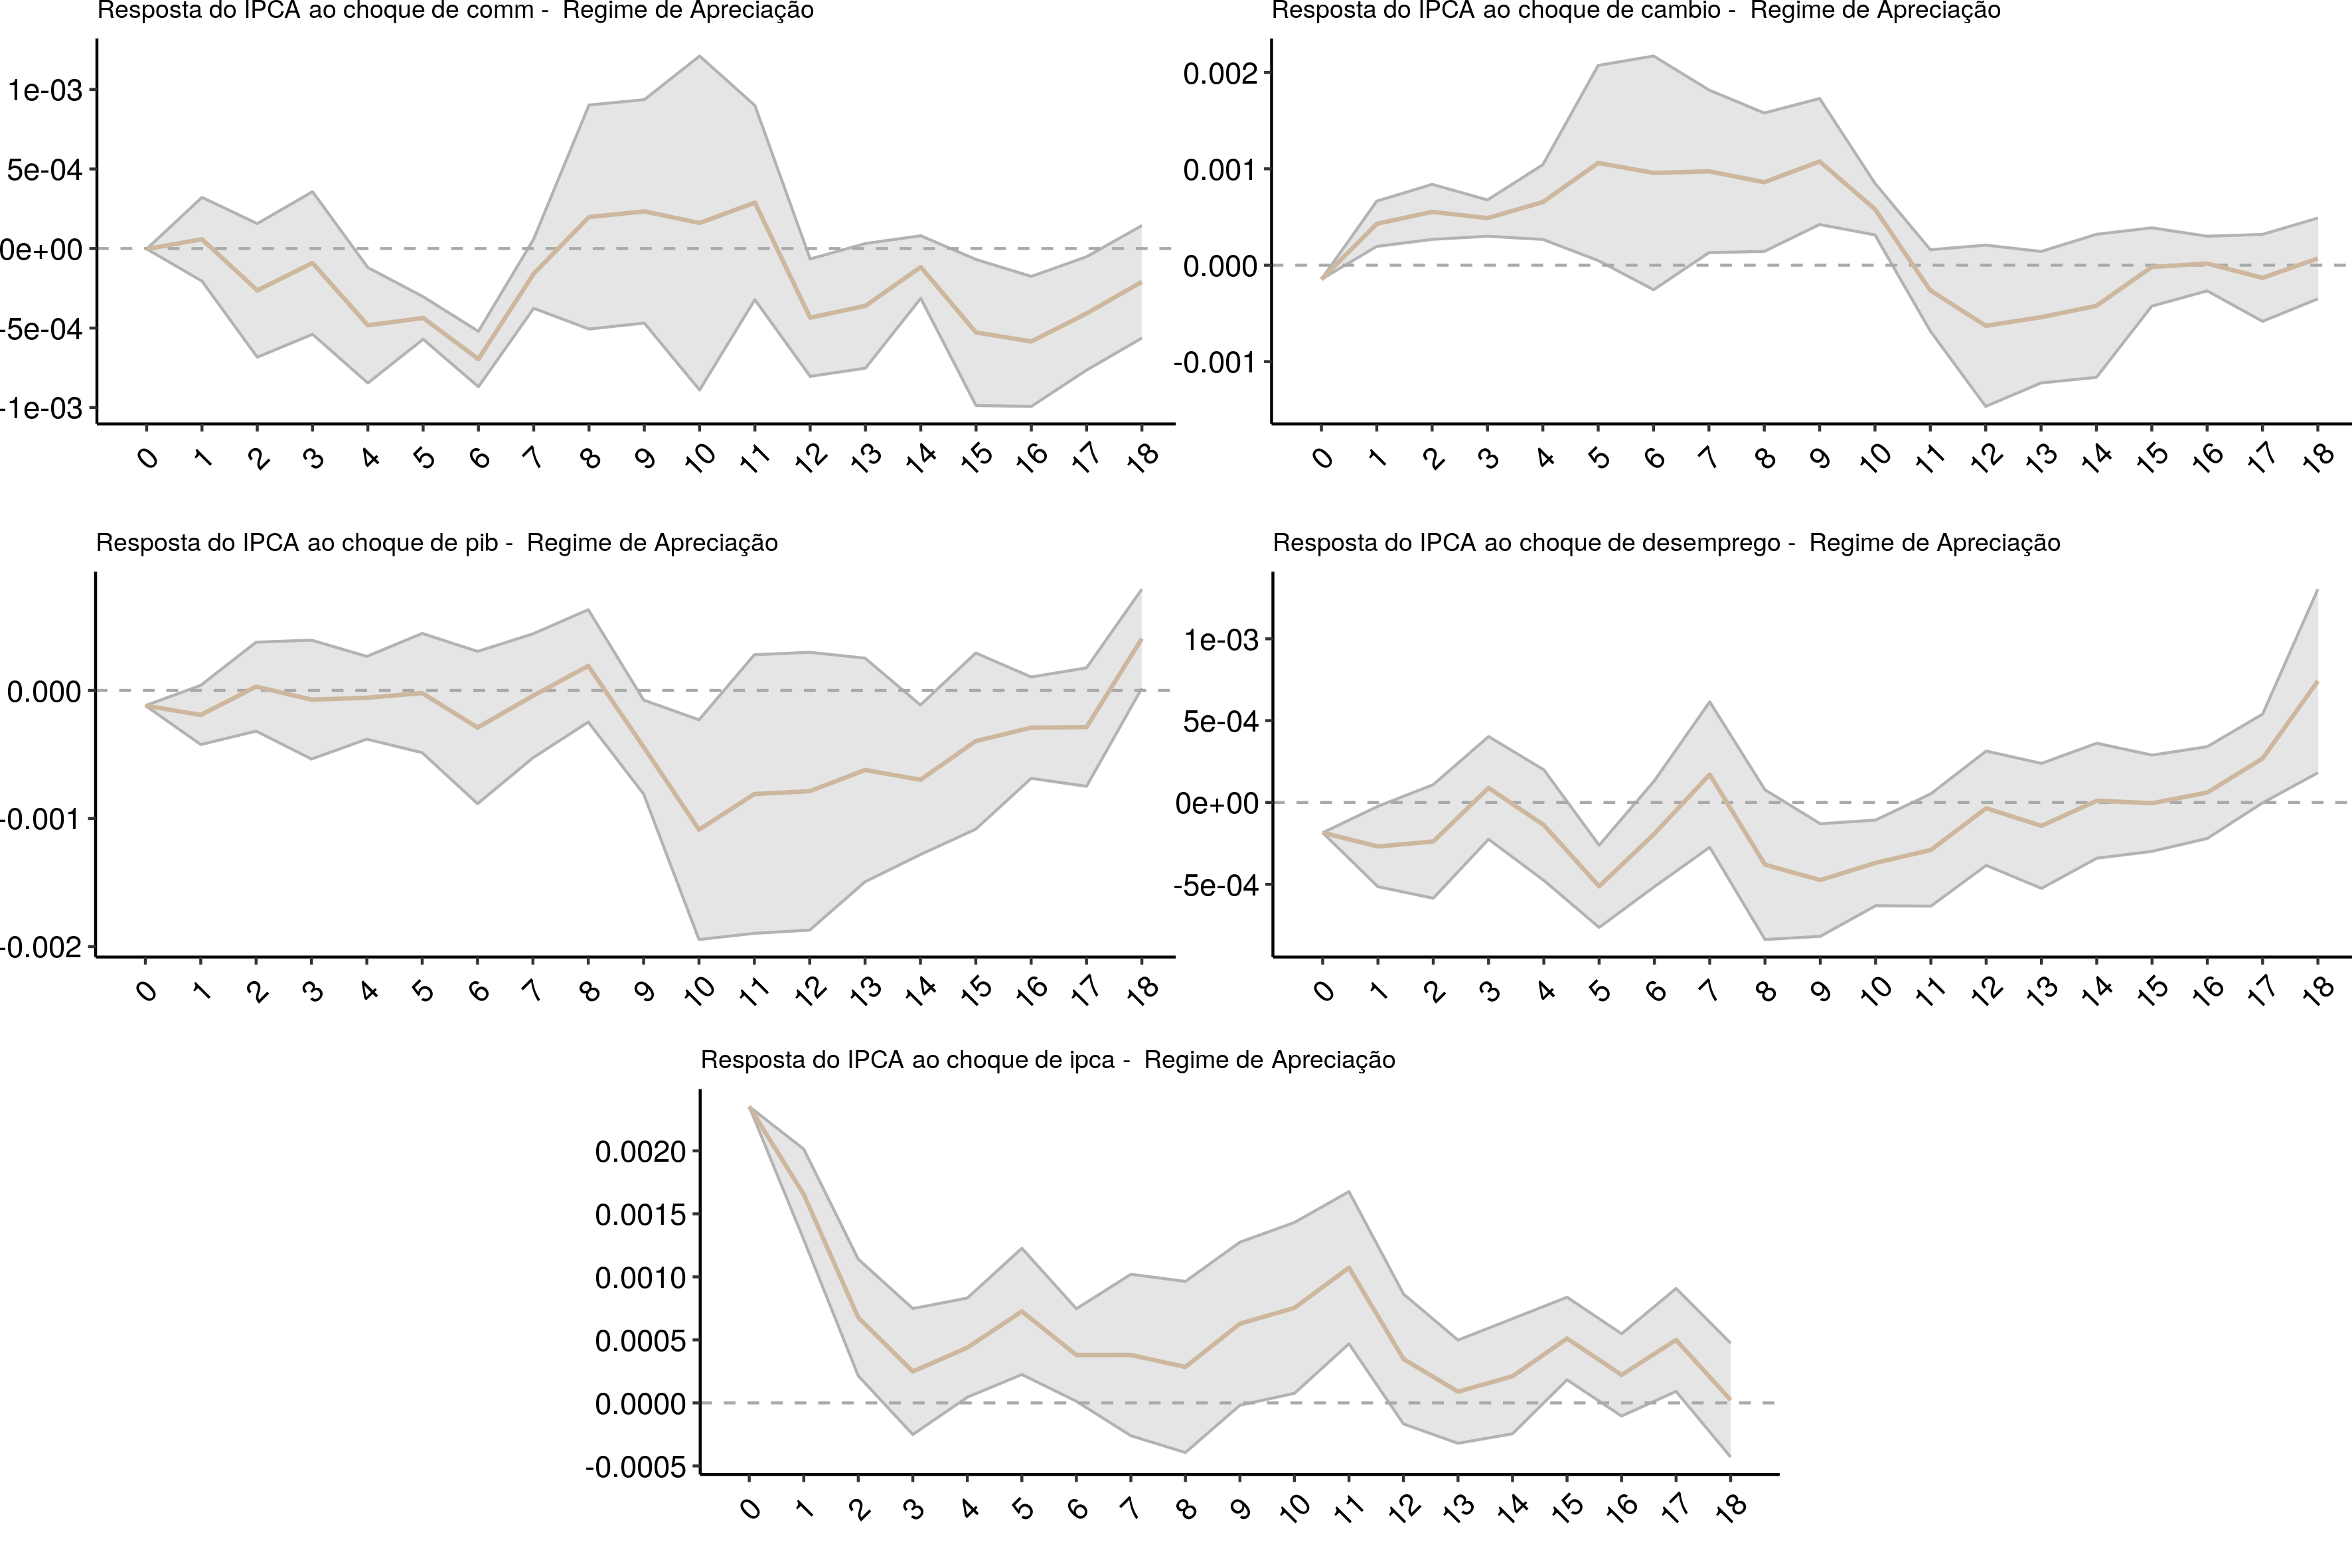 Resposta do IPCA ao choque de comm -  Regime de Apreciação
1e-03
5e-04
0e+00
-5e-04
-1e-03
0 1 2 3 4 5 6 7 8 9 10 11 12 13 14 15 16 17 18
Resposta do IPCA ao choque de cambio -  Regime de Apreciação
0.002
0.001
0.000
-0.001
0 1 2 3 4 5 6 7 8 9 10 11 12 13 14 15 16 17 18
Resposta do IPCA ao choque de pib -  Regime de Apreciação
0.000
-0.001
-0.002
0 1 2 3 4 5 6 7 8 9 10 11 12 13 14 15 16 17 18
Resposta do IPCA ao choque de desemprego -  Regime de Apreciação
1e-03
5e-04
0e+00
-5e-04
0 1 2 3 4 5 6 7 8 9 10 11 12 13 14 15 16 17 18
Resposta do IPCA ao choque de ipca -  Regime de Apreciação
0.0020
0.0015
0.0010
0.0005
0.0000
-0.0005
0 1 2 3 4 5 6 7 8 9 10 11 12 13 14 15 16 17 18